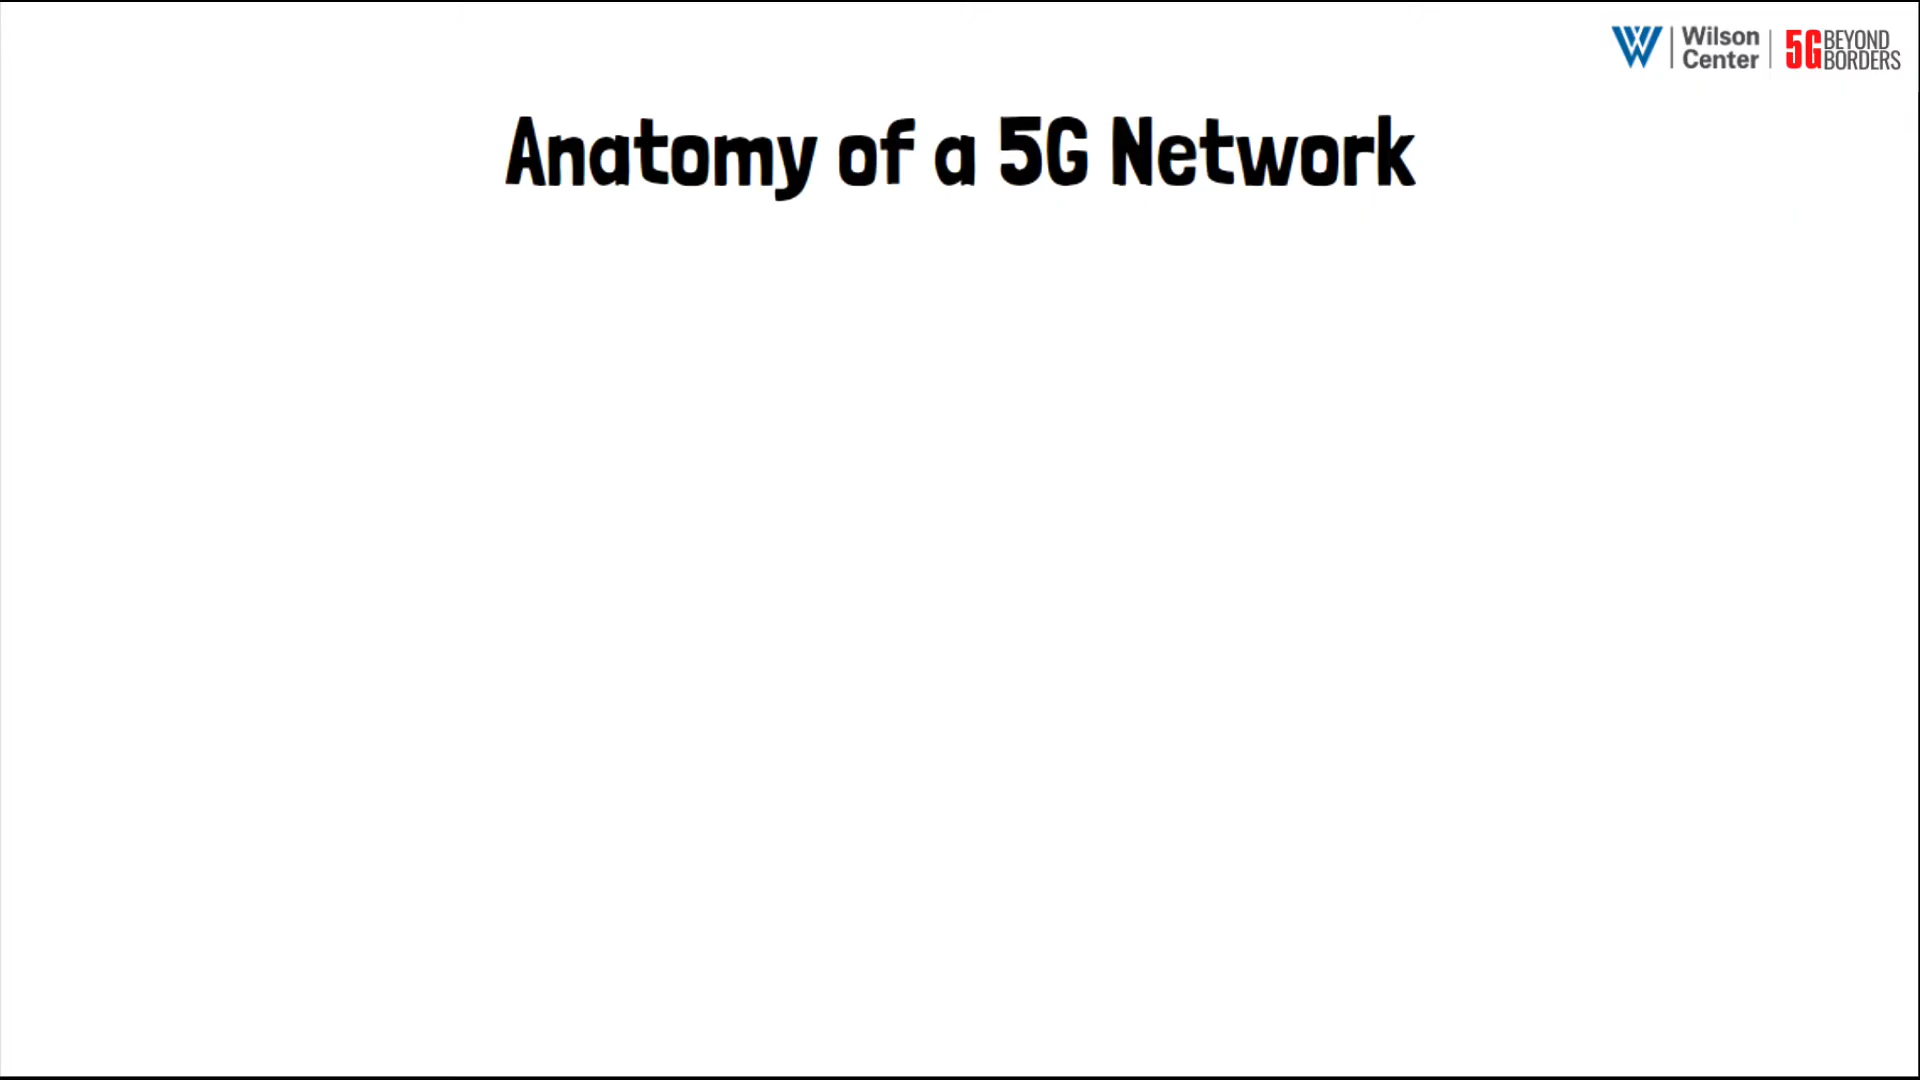 Wilson
Center
5G BEYOND
BORDERS
Anatomy of a 5G Network